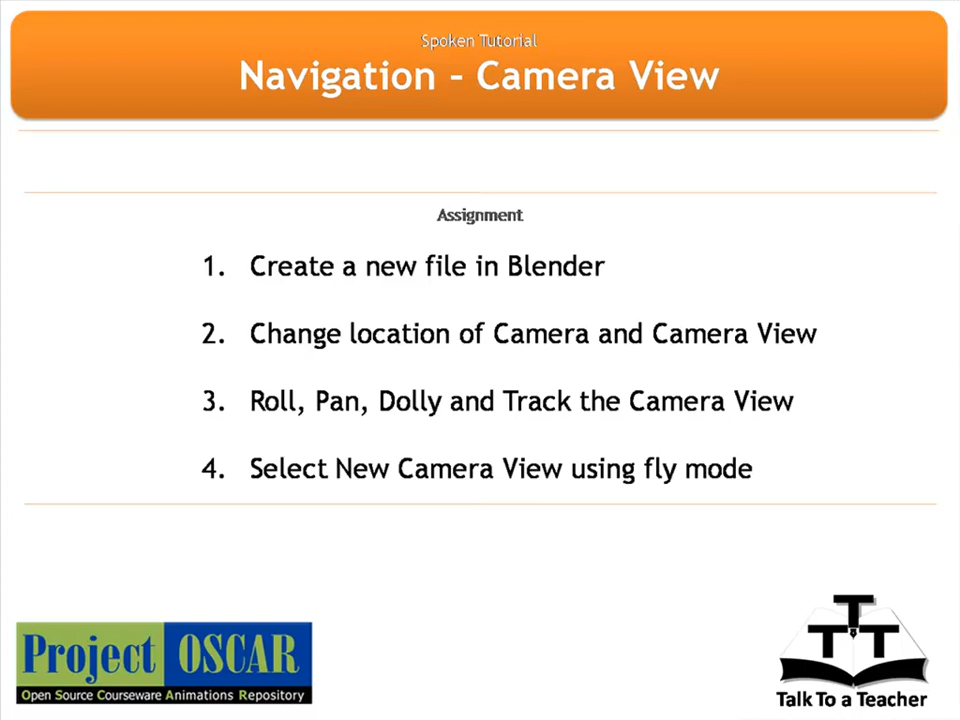 Spoken Tutorial
Navigation – Camera View
Assignment
1. Create a new file in Blender
2. Change location of Camera and Camera View
3. Roll, Pan, Dolly and Track the Camera View
4. Select New Camera View using fly mode
Project OSCAR
Open Source Courseware Animations Repository
T
T T
Talk To a Teacher